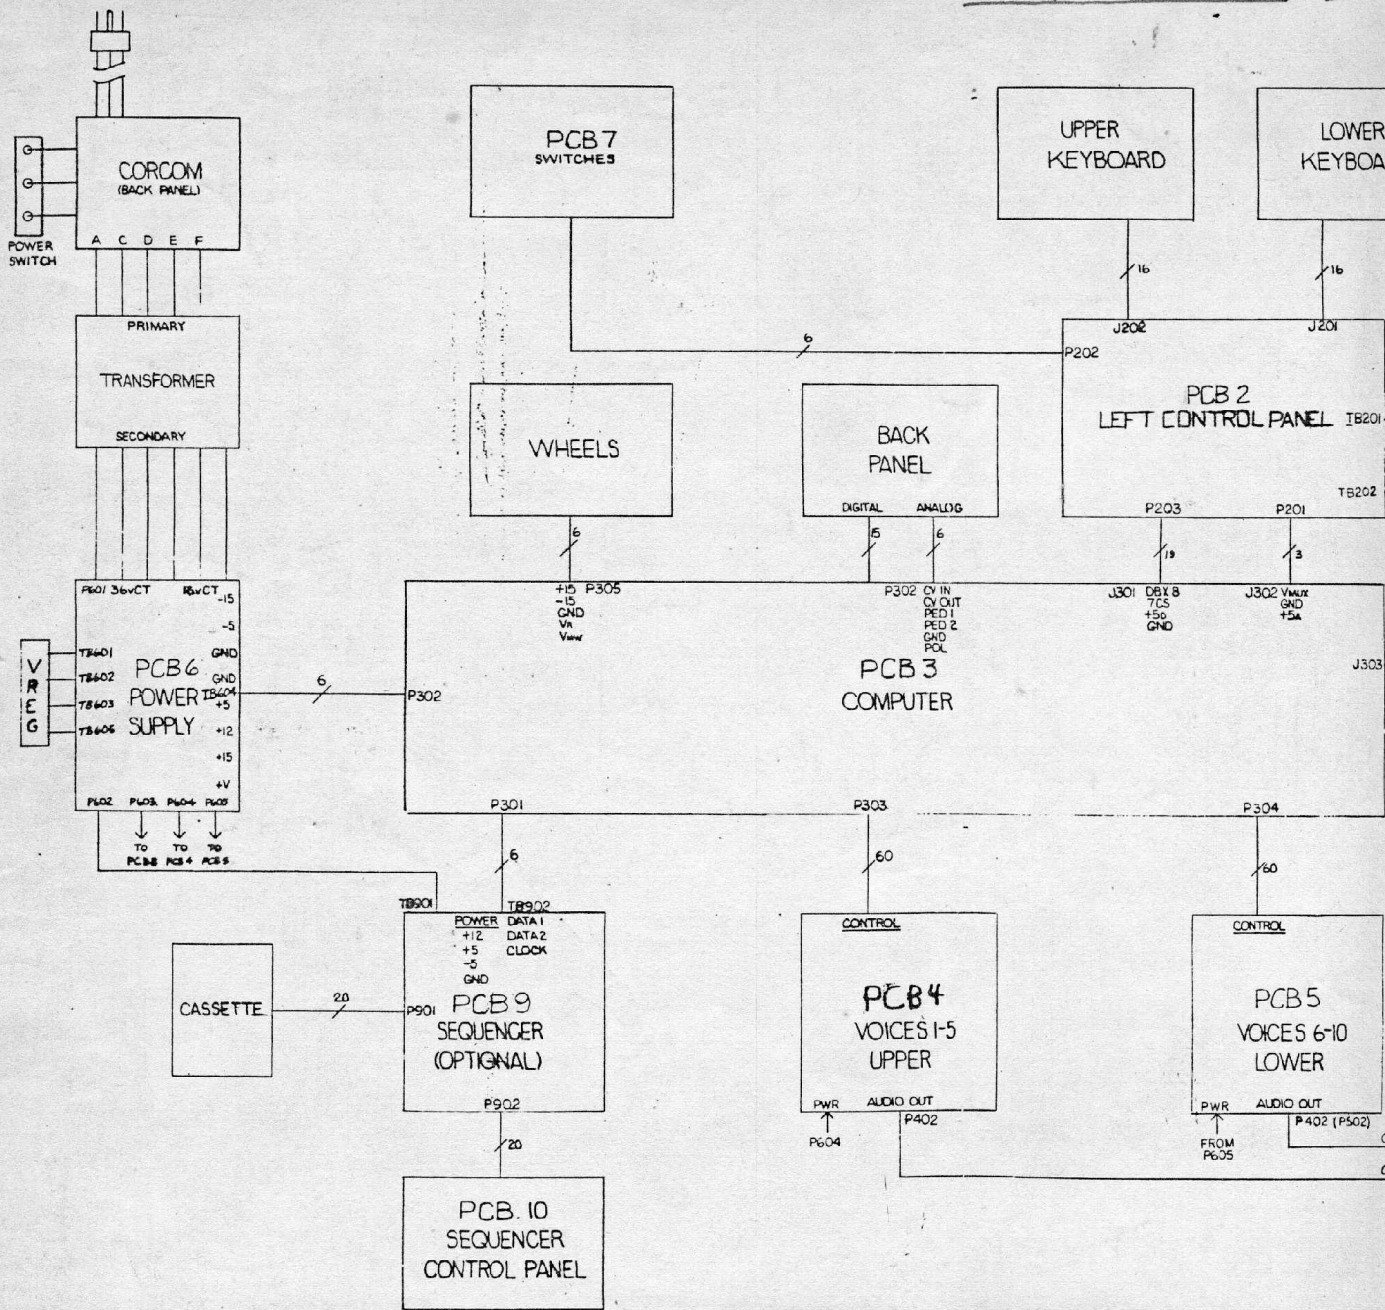 CORCOM
(BACK PANEL)
A C D E F
POWER
SWITCH
PRIMARY
TRANSFORMER
SECONDARY
P601 36VCT 18VCT
-15
-5
GND
GND
TB604
+5
+12
+15
+V
TB601
TB602
TB603
TB605
VREG
PCB6
POWER
SUPPLY
P602 P603 P604 P605
TO
TO
PCB4
TO
PCB5
PCB7
SWITCHES
6
WHEELS
6
BACK
PANEL
DIGITAL ANALOG
15
6
UPPER
KEYBOARD
16
LOWER
KEYBOA
16
J202 J201
P202
PCB 2
LEFT CONTROL PANEL
TB201
TB202
P203 P201
19
3
+15 P305
-15
GND
VR
P302 CV IN
CV OUT
PED 1
PED 2
GND
POL
J301 DBX 8
7CS
+5D
GND
J302 VMUX
GND
+5A
J303
6
P302
PCB 3
COMPUTER
P301 P303 P304
6
60
60
TB901 TB902
POWER DATA 1
+12 DATA2
+5 CLOCK
-5
GND
PCB 9
SEQUENCER
(OPTIONAL)
P901
P902
CASSETTE
20
20
PCB.10
SEQUENCER
CONTROL PANEL
CONTROL
PCB4
VOICES 1-5
UPPER
PWR AUDIO OUT
P402
P604
CONTROL
PCB 5
VOICES 6-10
LOWER
PWR AUDIO OUT
P402 (P502)
FROM
P605